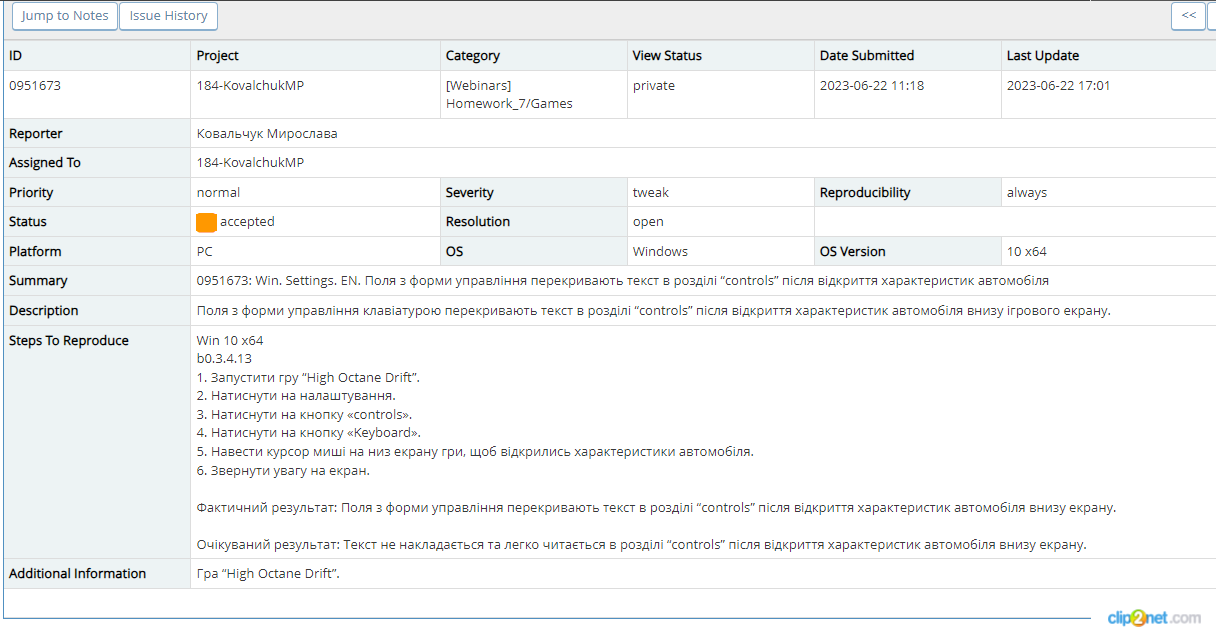 Jump to Notes Issue History <<
ID Project Category View Status Date Submitted Last Update
0951673 184-KovalchukMP [Webinars] private 2023-06-22 11:18 2023-06-22 17:01
Homework_7/Games
Reporter Ковальчук Мирослава
Assigned To 184-KovalchukMP
Priority normal Severity tweak Reproducibility always
Status accepted Resolution open
Platform PC OS Windows OS Version 10 x64
Summary 0951673: Win. Settings. EN. Поля з форми управління перекривають текст в розділі “controls” після відкриття характеристик автомобіля
Description Поля з форми управління клавіатурою перекривають текст в розділі “controls” після відкриття характеристик автомобіля внизу ігрового екрану.
Steps To Reproduce Win 10 x64
b0.3.4.13
1. Запустити гру “High Octane Drift”.
2. Натиснути на налаштування.
3. Натиснути на кнопку «controls».
4. Натиснути на кнопку «Keyboard».
5. Навести курсор миші на низ екрану гри, щоб відкрились характеристики автомобіля.
6. Звернути увагу на екран.
Фактичний результат: Поля з форми управління перекривають текст в розділі “controls” після відкриття характеристик автомобіля внизу екрану.
Очікуваний результат: Текст не накладається та легко читається в розділі “controls” після відкриття характеристик автомобіля внизу екрану.
Additional Information Гра “High Octane Drift”.
clip2net.com